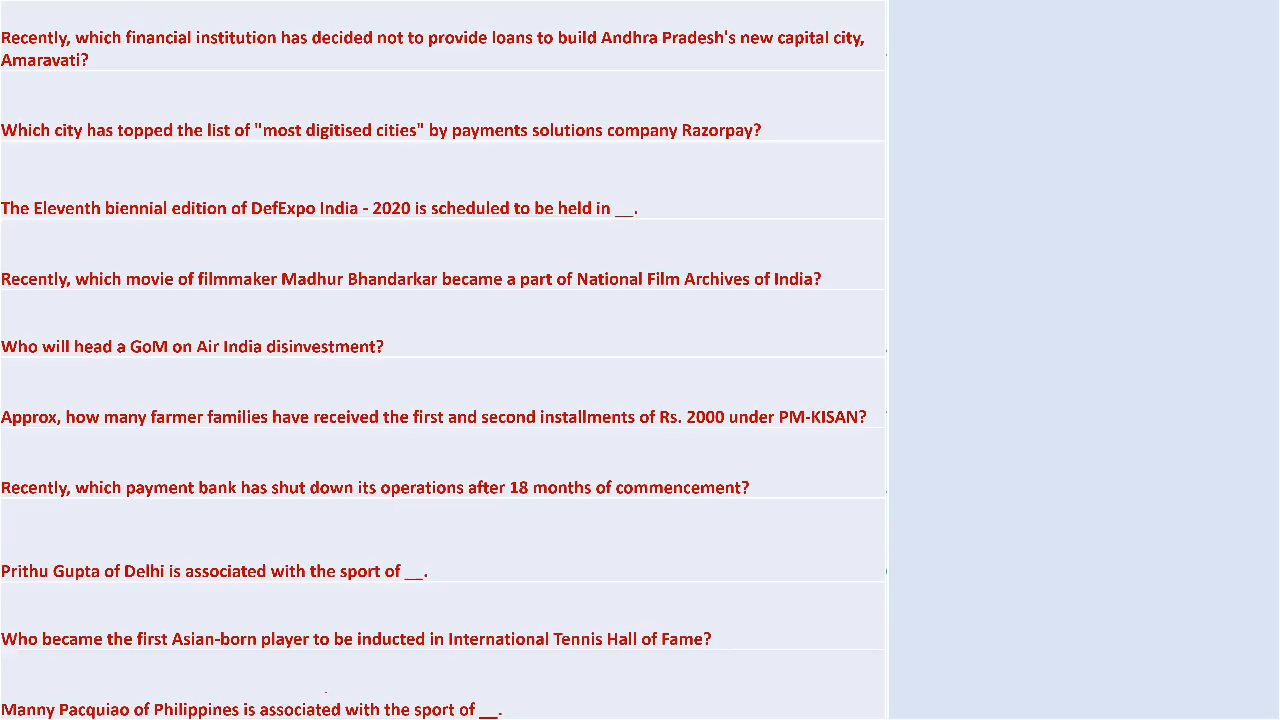 Recently, which financial institution has decided not to provide loans to build Andhra Pradesh's new capital city,
Amaravati?
Which city has topped the list of "most digitised cities" by payments solutions company Razorpay?
The Eleventh biennial edition of DefExpo India - 2020 is scheduled to be held in __.
Recently, which movie of filmmaker Madhur Bhandarkar became a part of National Film Archives of India?
Who will head a GoM on Air India disinvestment?
Approx, how many farmer families have received the first and second installments of Rs. 2000 under PM-KISAN?
Recently, which payment bank has shut down its operations after 18 months of commencement?
Prithu Gupta of Delhi is associated with the sport of __.
Who became the first Asian-born player to be inducted in International Tennis Hall of Fame?
Manny Pacquiao of Philippines is associated with the sport of __.